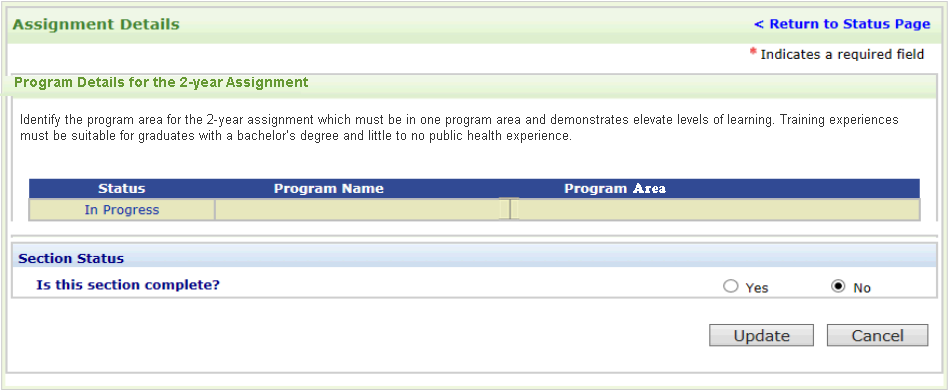 Assignment Details
< Return to Status Page
* Indicates a required field
Program Details for the 2-year Assignment
Identify the program area for the 2-year assignment which must be in one program area and demonstrates elevate levels of learning. Training experiences
must be suitable for graduates with a bachelor's degree and little to no public health experience.
Status Program Name Program Area
In Progress
Section Status
Is this section complete? Yes No
Update Cancel